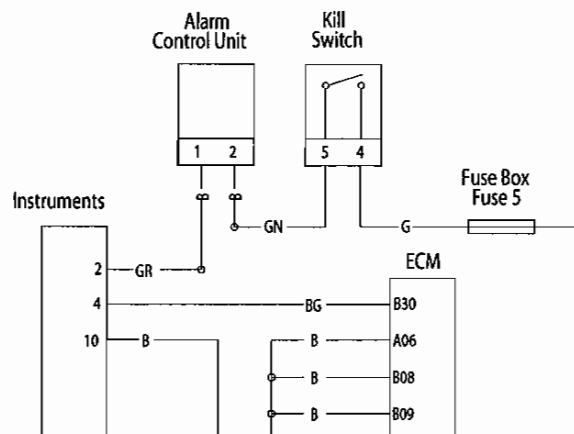 Alarm
Control Unit
Kill
Switch
1 2
5 4
Fuse Box
Fuse 5
Instruments
GN
G
ECM
2
GR
4
BG
B30
10
B
B
A06
B
B08
B
B09